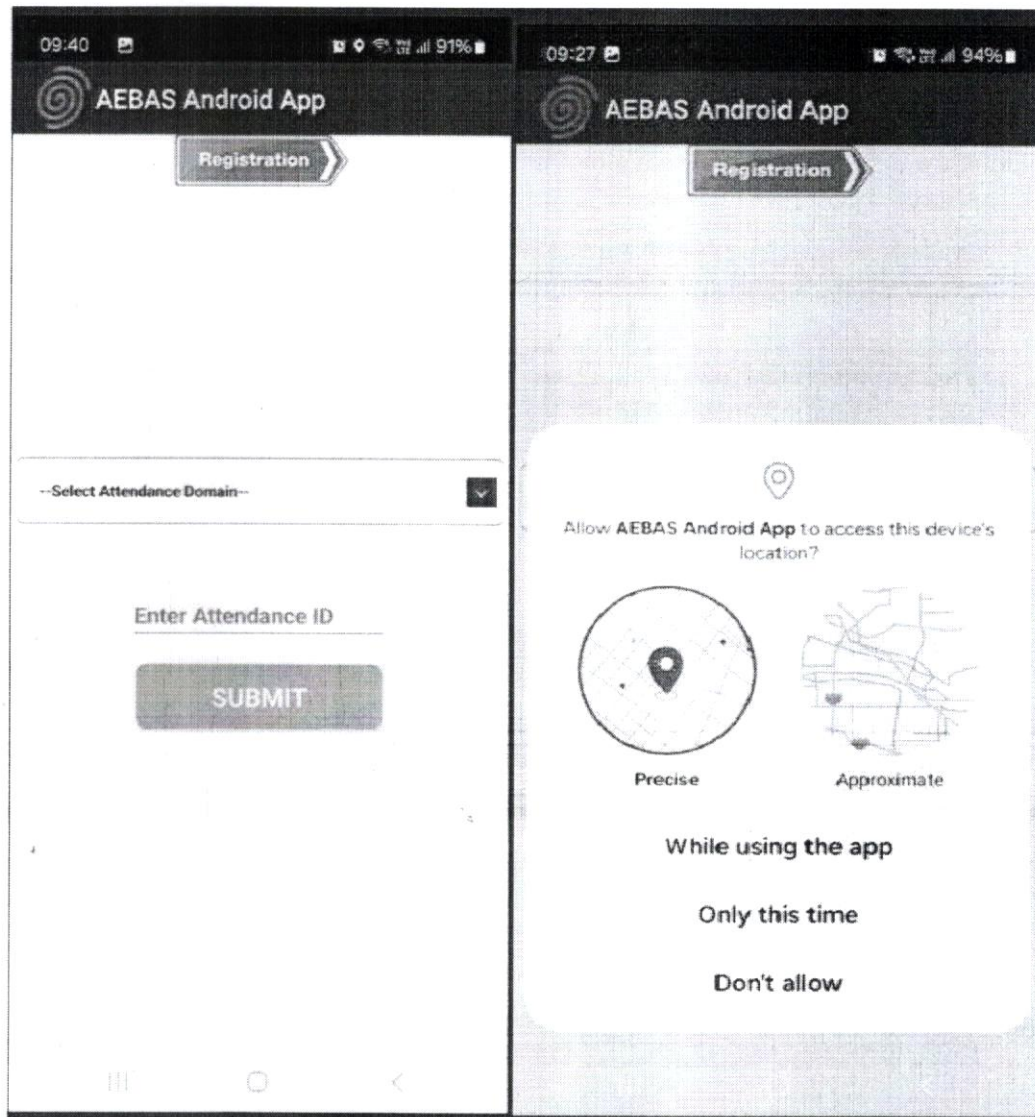 09:40 91%
AEBAS Android App
Registration
--Select Attendance Domain--
Enter Attendance ID
SUBMIT
09:27 94%
AEBAS Android App
Registration
Allow AEBAS Android App to access this device's
location?
Precise Approximate
While using the app
Only this time
Don't allow